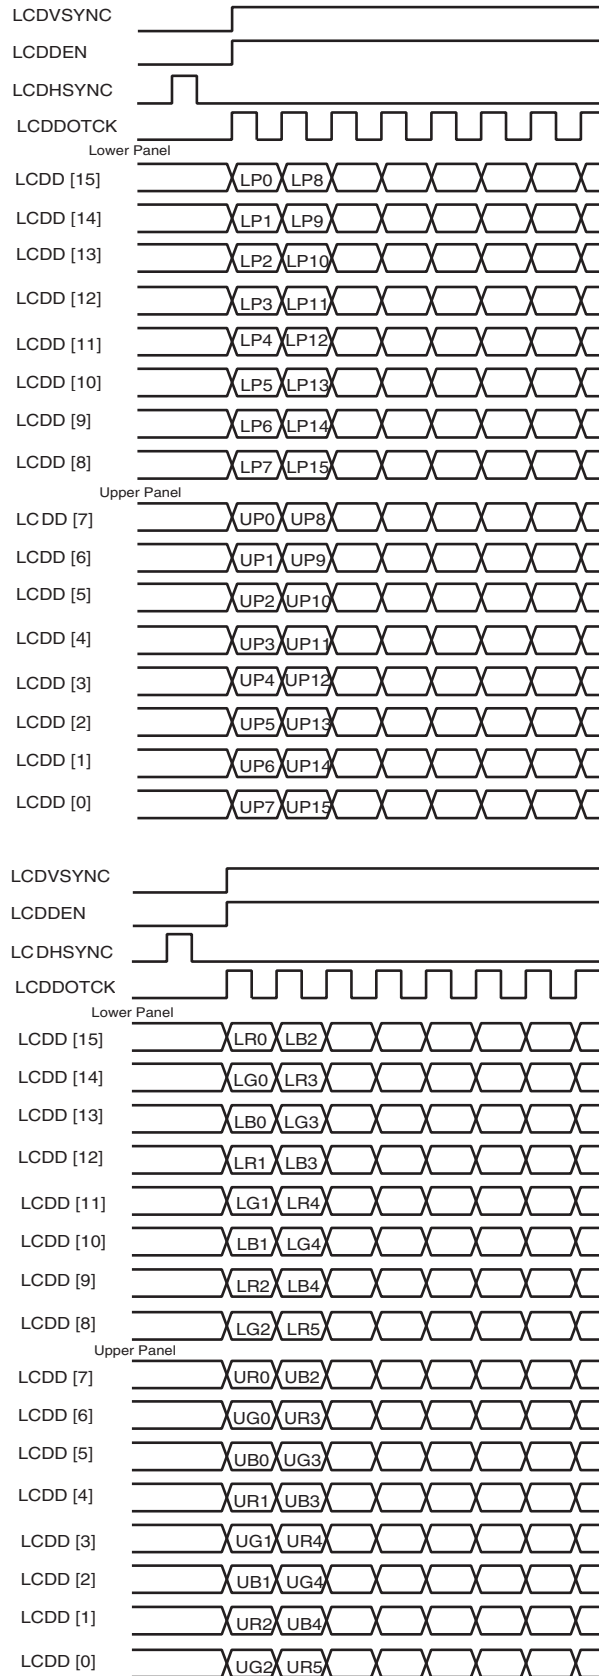 LCDVSYNC
LCDDEN
LCDHSYNC
LCDDOTCK
Lower Panel
LCDD [15] LP0 LP8
LCDD [14] LP1 LP9
LCDD [13] LP2 LP10
LCDD [12] LP3 LP11
LCDD [11] LP4 LP12
LCDD [10] LP5 LP13
LCDD [9] LP6 LP14
LCDD [8] LP7 LP15
Upper Panel
LCDD [7] UP0 UP8
LCDD [6] UP1 UP9
LCDD [5] UP2 UP10
LCDD [4] UP3 UP11
LCDD [3] UP4 UP12
LCDD [2] UP5 UP13
LCDD [1] UP6 UP14
LCDD [0] UP7 UP15
LCDVSYNC
LCDDEN
LCDHSYNC
LCDDOTCK
Lower Panel
LCDD [15] LR0 LB2
LCDD [14] LG0 LR3
LCDD [13] LB0 LG3
LCDD [12] LR1 LB3
LCDD [11] LG1 LR4
LCDD [10] LB1 LG4
LCDD [9] LR2 LB4
LCDD [8] LG2 LR5
Upper Panel
LCDD [7] UR0 UB2
LCDD [6] UG0 UR3
LCDD [5] UB0 UG3
LCDD [4] UR1 UB3
LCDD [3] UG1 UR4
LCDD [2] UB1 UG4
LCDD [1] UR2 UB4
LCDD [0] UG2 UR5